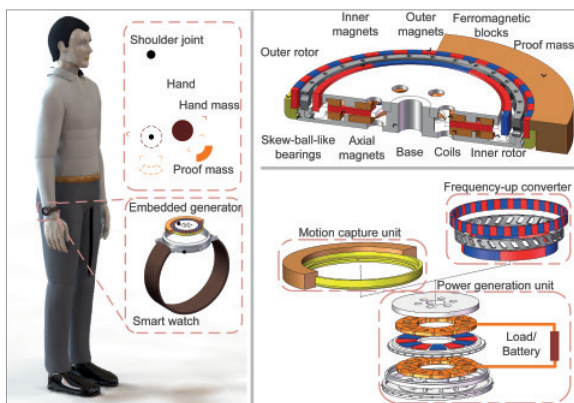 Shoulder joint
Hand
Hand mass
Proof mass
Embedded generator
Smart watch
Inner
magnets
Outer
magnets
Ferromagnetic
blocks
Proof mass
Outer rotor
Skew-ball-like
bearings
Axial
magnets
Base
Coils
Inner rotor
Frequency-up converter
Motion capture unit
Power generation unit
Load/
Battery